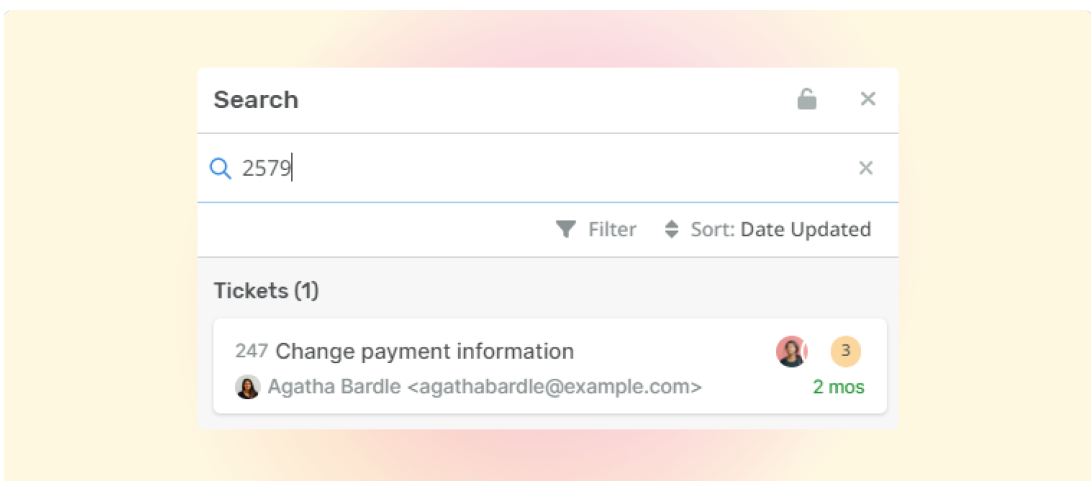 Search
2579
Filter Sort: Date Updated
Tickets (1)
247 Change payment information 3
Agatha Bardle <agathabardle@example.com> 2 mos